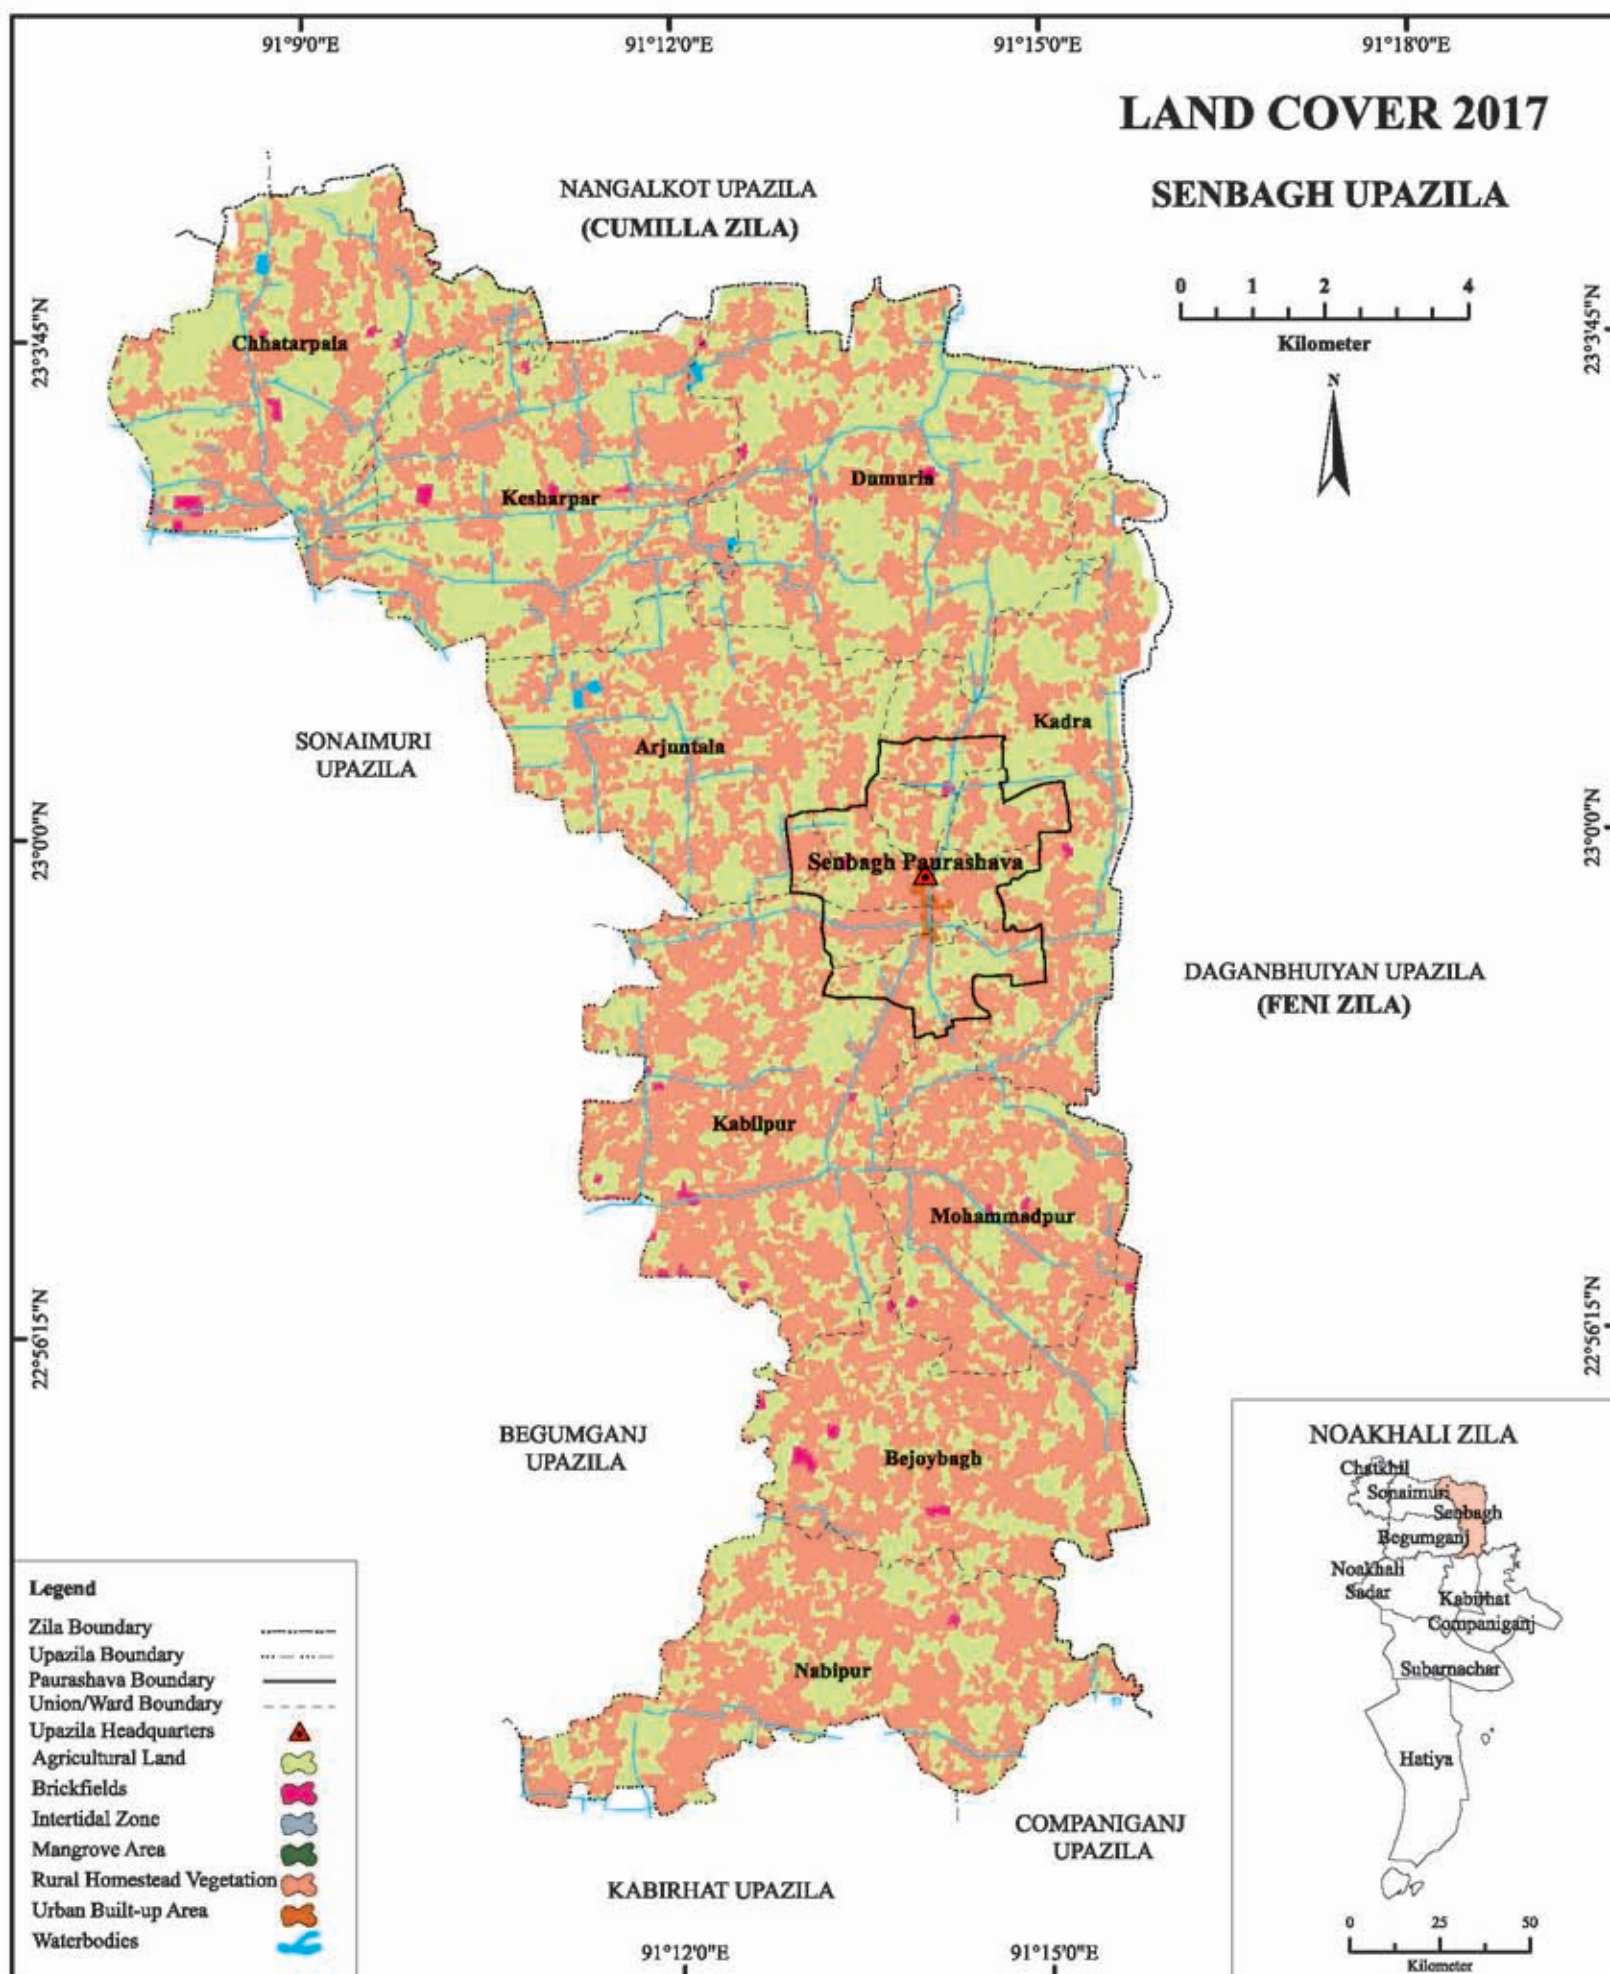 91°9'0"E
91°12'0"E
91°15'0"E
91°18'0"E
LAND COVER 2017
SENBAGH UPAZILA
NANGALKOT UPAZILA
(CUMILLA ZILA)
0 1 2 4
Kilometer
N
23°3'45"N
23°3'45"N
Chhatarpaia
Kesharpar
Dumuria
SONAIMURI
UPAZILA
Arjuntala
Kadra
23°0'0"N
23°0'0"N
Senbagh Paurashava
DAGANBHUIYAN UPAZILA
(FENI ZILA)
Kabilpur
Mohammadpur
22°56'15"N
22°56'15"N
BEGUMGANJ
UPAZILA
Bejoybagh
Nabipur
COMPANIGANJ
UPAZILA
KABIRHAT UPAZILA
91°12'0"E
91°15'0"E
Legend
Zila Boundary
Upazila Boundary
Paurashava Boundary
Union/Ward Boundary
Upazila Headquarters
Agricultural Land
Brickfields
Intertidal Zone
Mangrove Area
Rural Homestead Vegetation
Urban Built-up Area
Waterbodies
NOAKHALI ZILA
Chatkhil
Sonaimuri
Senbagh
Begumganj
Noakhali
Sadar
Kabirhat
Companiganj
Subarnachar
Hatiya
0 25 50
Kilometer